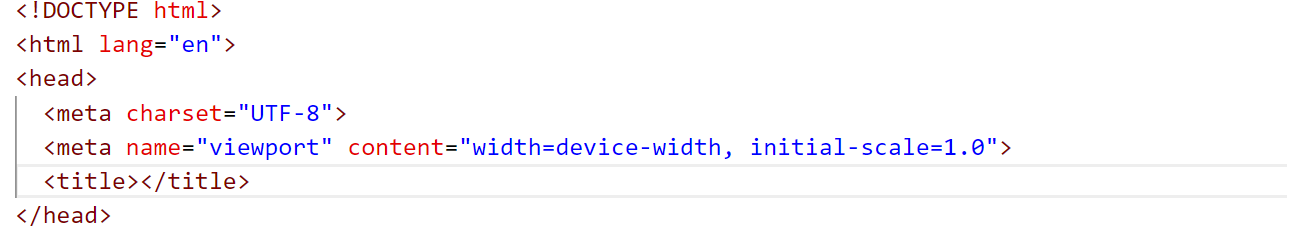 <!DOCTYPE html>
<html lang="en">
<head>
  <meta charset="UTF-8">
  <meta name="viewport" content="width=device-width, initial-scale=1.0">
  <title></title>
</head>